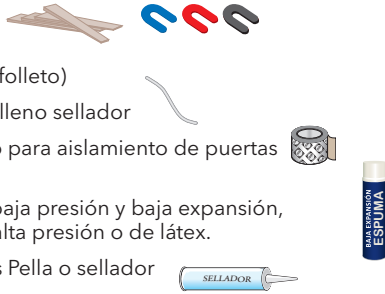 folleto)
lleno sellador
para aislamiento de puertas
baja presión y baja expansión,
alta presión o de látex.
s Pella o sellador
SELLADOR
BAJA EXPANSIÓN
ESPUMA